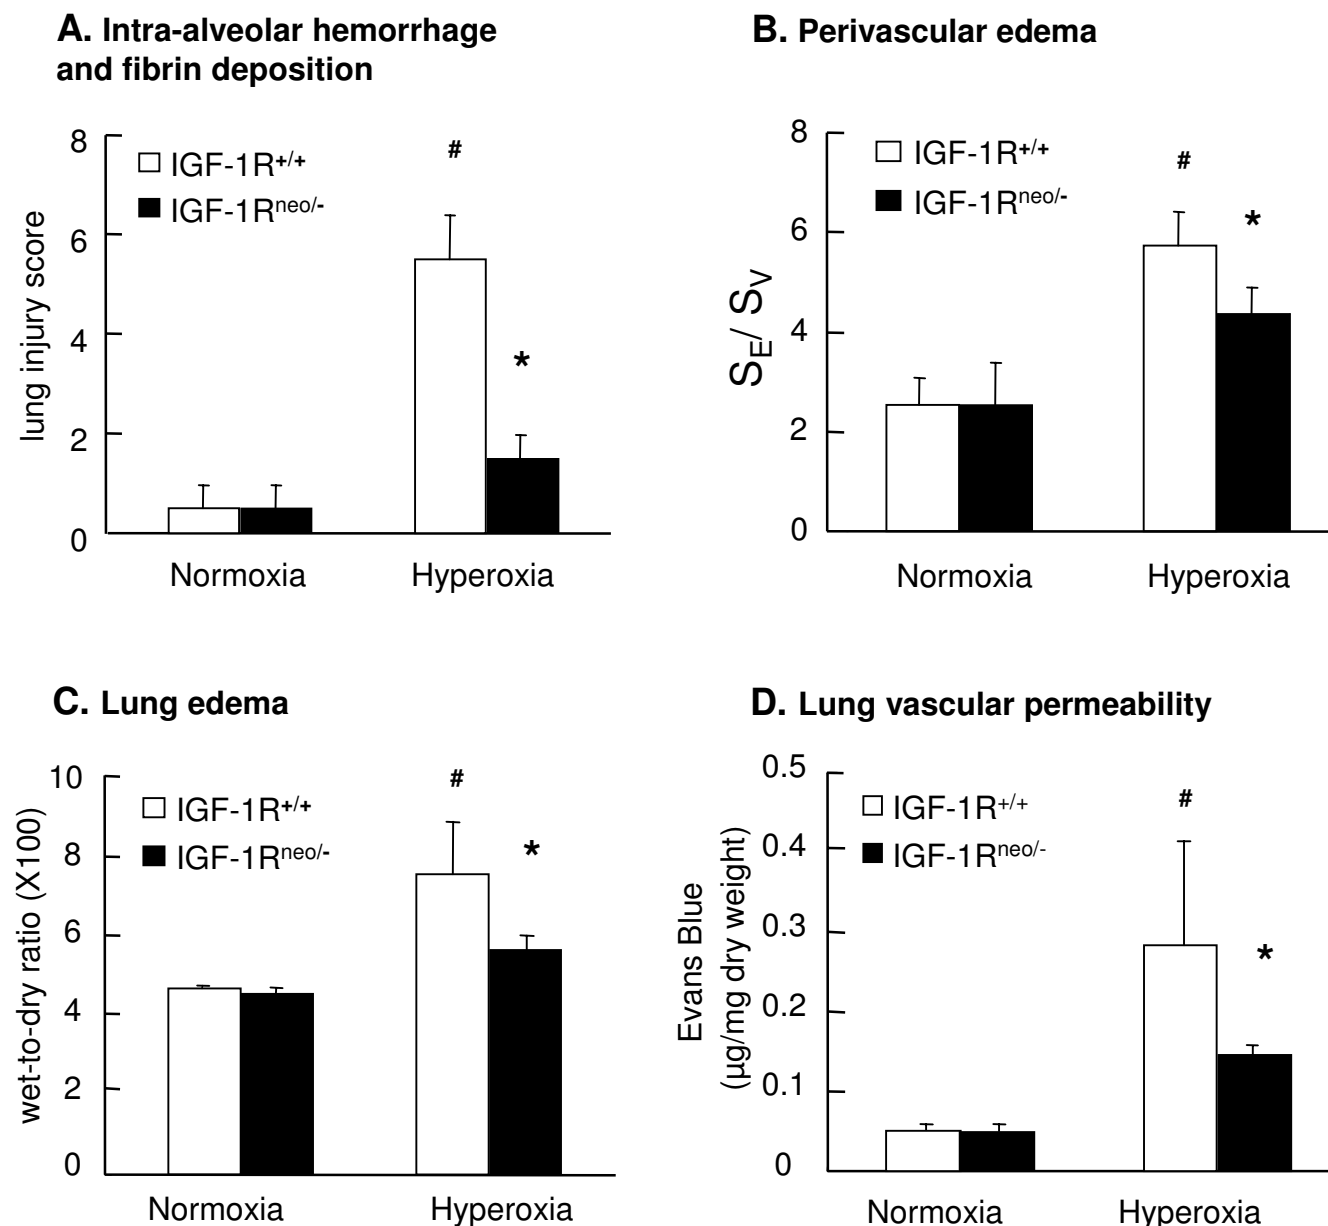 A. Intra-alveolar hemorrhage
and fibrin deposition
8
6
4
2
0
lung injury score
IGF-1R+/+
IGF-1Rneo/-
#
*
Normoxia Hyperoxia
B. Perivascular edema
8
6
4
2
0
SE/ SV
IGF-1R+/+
IGF-1Rneo/-
#
*
Normoxia Hyperoxia
C. Lung edema
10
8
6
4
2
0
wet-to-dry ratio (X100)
IGF-1R+/+
IGF-1Rneo/-
#
*
Normoxia Hyperoxia
D. Lung vascular permeability
0.5
0.4
0.3
0.2
0.1
0
Evans Blue
(µg/mg dry weight)
IGF-1R+/+
IGF-1Rneo/-
#
*
Normoxia Hyperoxia